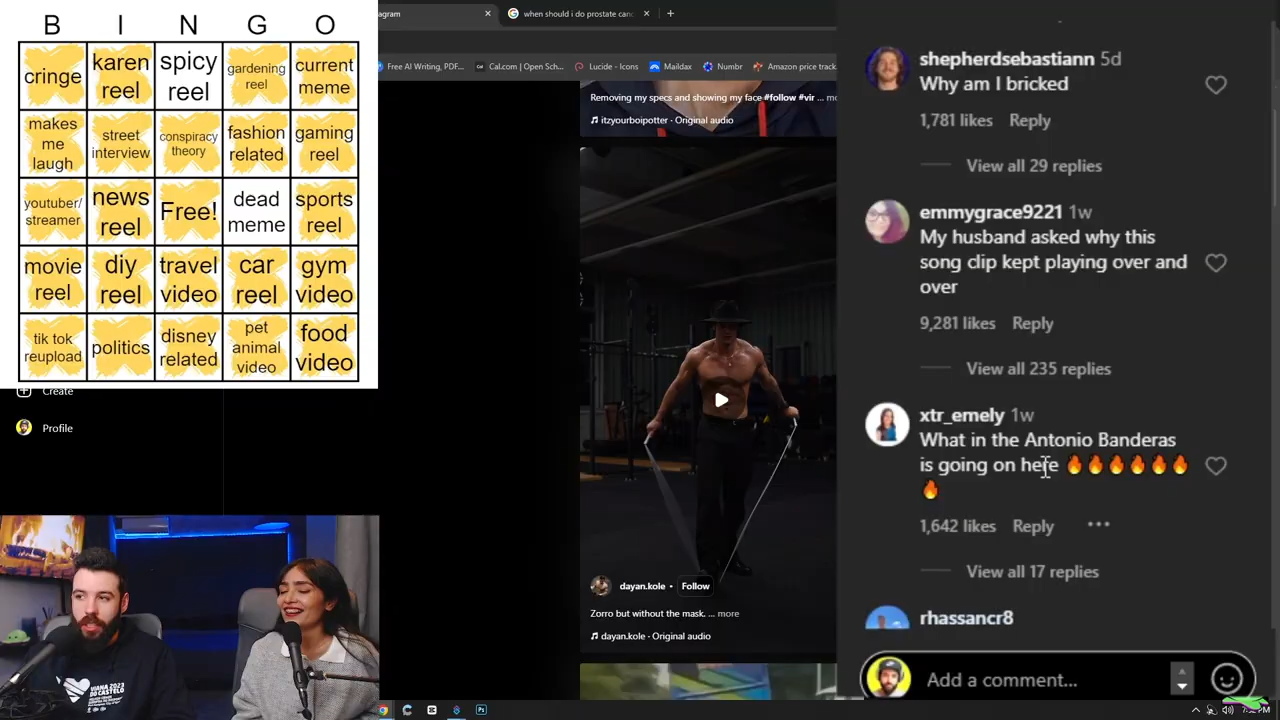 B I N G O
cringe
karen
reel
spicy
reel
gardening
reel
current
meme
makes
me
laugh
street
interview
conspiracy
theory
fashion
related
gaming
reel
youtuber/
streamer
news
reel
Free!
dead
meme
sports
reel
movie
reel
diy
reel
travel
video
car
reel
gym
video
tik tok
reupload
politics
disney
related
pet
animal
video
food
video
Create
Profile
agram
when should i do prostate canc
Free AI Writing, PDF...
Cal.com | Open Sch...
Lucide - Icons
Maildax
Numbr
Amazon price track
Removing my specs and showing my face #follow #vir ... mo
itzyourboipotter · Original audio
dayan.kole • Follow
Zorro but without the mask. ... more
dayan.kole · Original audio
shepherdsebastiann 5d
Why am I bricked
1,781 likes Reply
View all 29 replies
emmygrace9221 1w
My husband asked why this
song clip kept playing over and
over
9,281 likes Reply
View all 235 replies
xtr_emely 1w
What in the Antonio Banderas
is going on here 🔥🔥🔥🔥🔥🔥
🔥
1,642 likes Reply
View all 17 replies
rhassancr8
Add a comment...
VIANA 2023
DO CASTELO